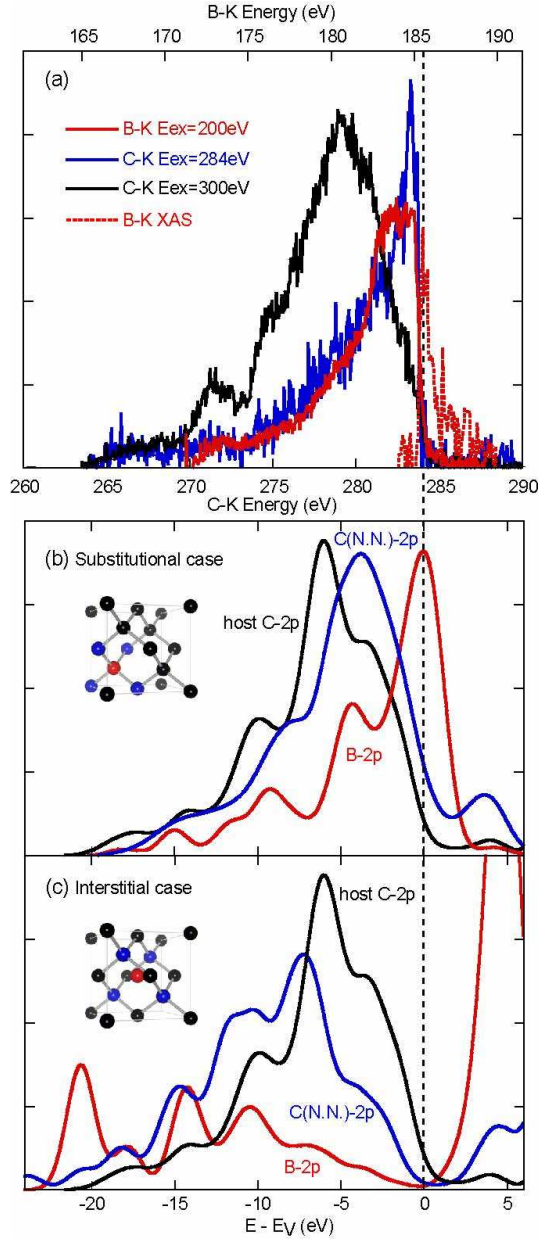 B-K Energy (eV)
165 170 175 180 185 190
(a)
B-K Eex=200eV
C-K Eex=284eV
C-K Eex=300eV
B-K XAS
260 265 270 275 280 285 290
C-K Energy (eV)
(b) Substitutional case
C(N.N.)-2p
host C-2p
B-2p
(c) Interstitial case
host C-2p
C(N.N.)-2p
B-2p
-20 -15 -10 -5 0 5
E - EV (eV)